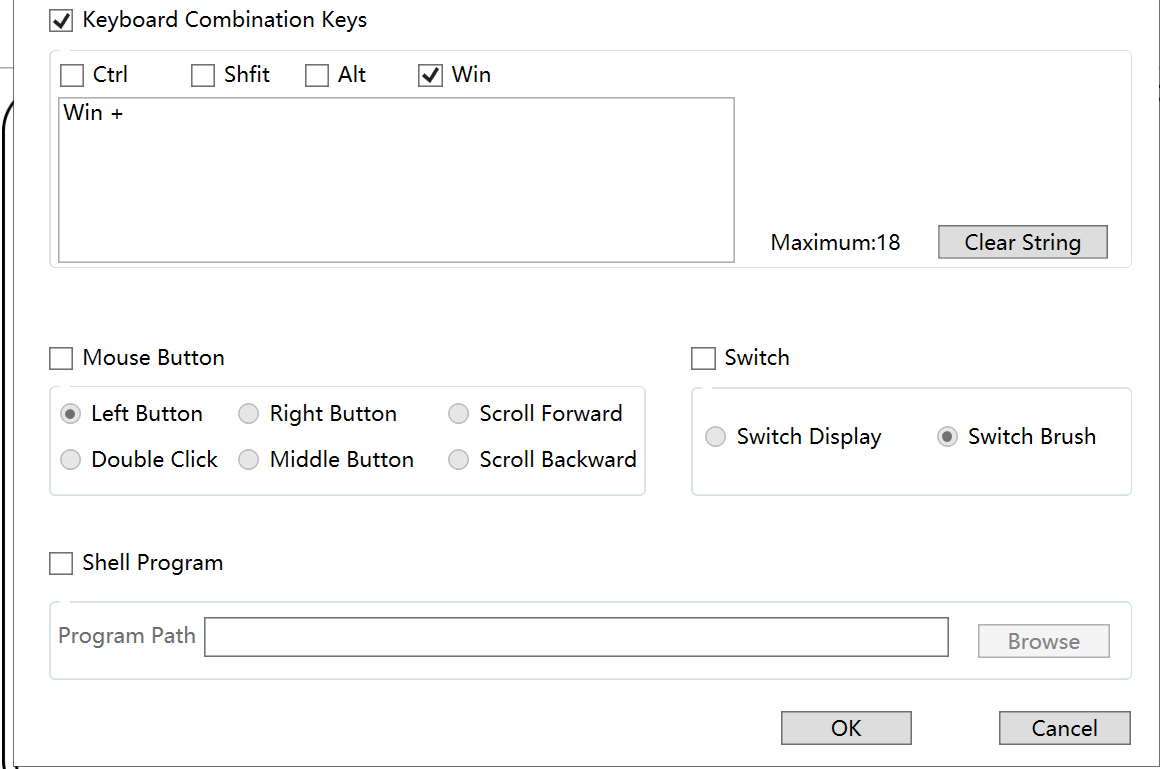 Keyboard Combination Keys
Ctrl Shfit Alt Win
Win +
Maximum:18 Clear String
Mouse Button Switch
Left Button Right Button Scroll Forward
Switch Display Switch Brush
Double Click Middle Button Scroll Backward
Shell Program
Program Path Browse
OK Cancel